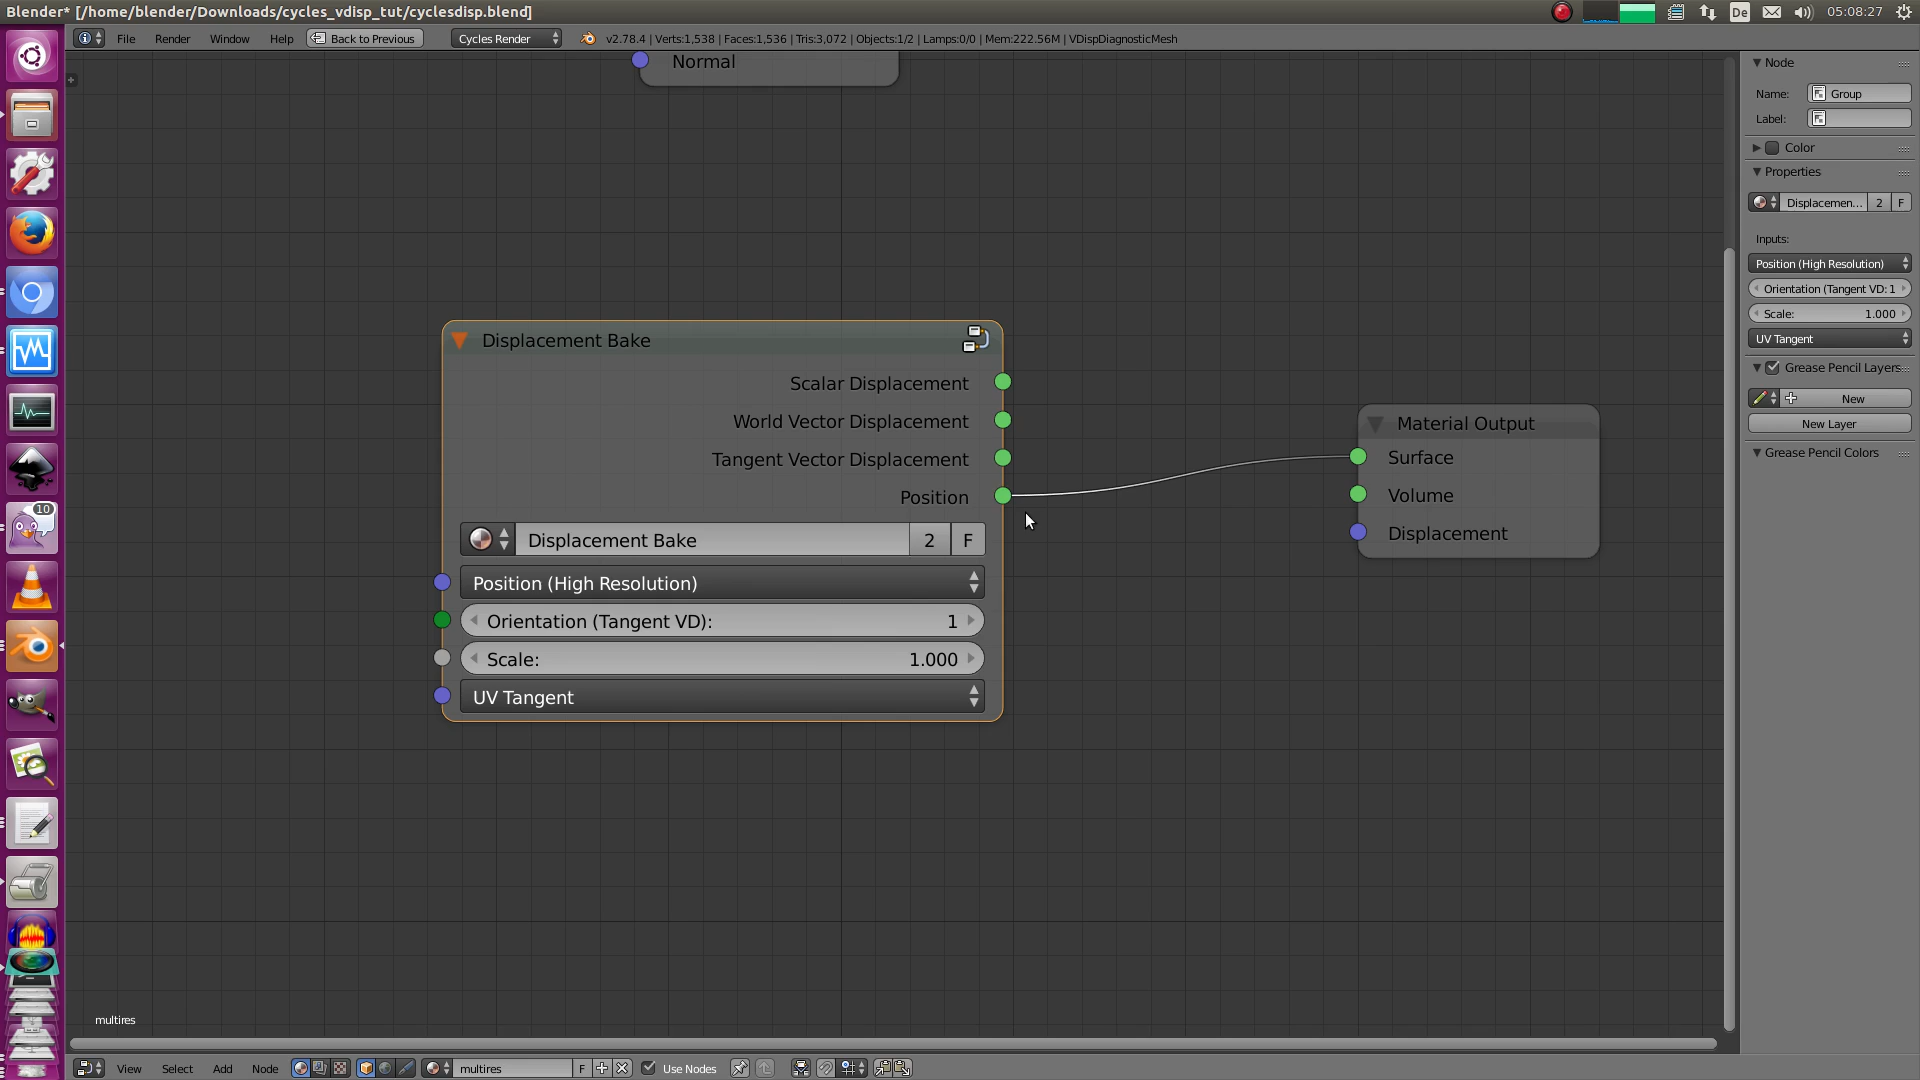 Blender* [/home/blender/Downloads/cycles_vdisp_tut/cyclesdisp.blend]
De
05:08:27
File Render Window Help Back to Previous Cycles Render v2.78.4 | Verts:1,538 | Faces:1,536 | Tris:3,072 | Objects:1/2 | Lamps:0/0 | Mem:222.56M | VDispDiagnosticMesh
Normal
Displacement Bake
Scalar Displacement
World Vector Displacement
Tangent Vector Displacement
Position
Displacement Bake 2 F
Position (High Resolution)
Orientation (Tangent VD): 1
Scale: 1.000
UV Tangent
Material Output
Surface
Volume
Displacement
Node
Name: Group
Label:
Color
Properties
Displacemen... 2 F
Inputs:
Position (High Resolution)
Orientation (Tangent VD: 1
Scale: 1.000
UV Tangent
Grease Pencil Layers
New
New Layer
Grease Pencil Colors
10
multires
View Select Add Node multires F Use Nodes